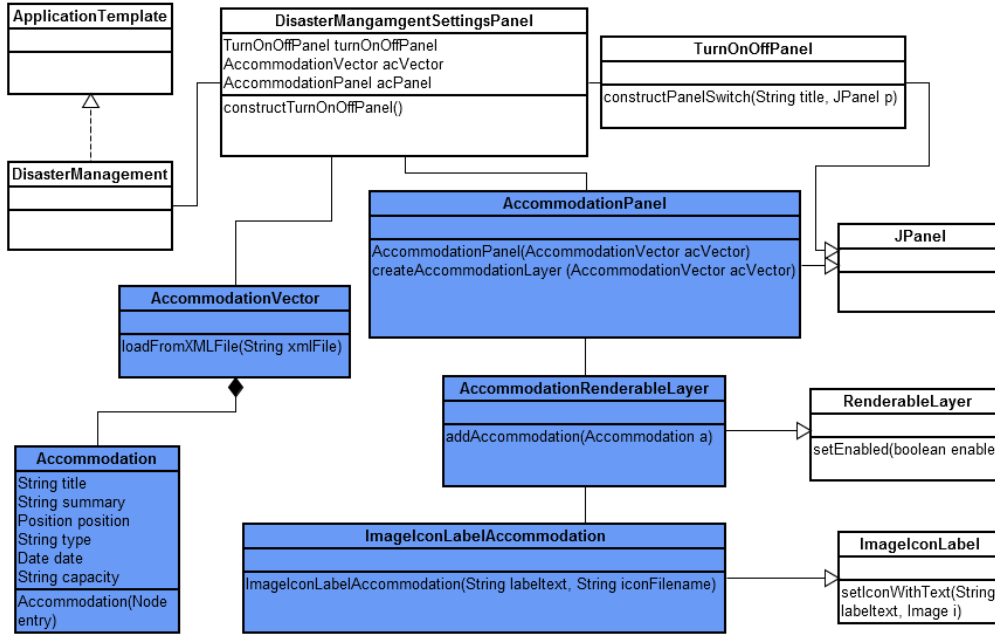 ApplicationTemplate
DisasterMangamgentSettingsPanel
TurnOnOffPanel turnOnOffPanel
AccommodationVector acVector
AccommodationPanel acPanel
constructTurnOnOffPanel()
TurnOnOffPanel
constructPanelSwitch(String title, JPanel p)
DisasterManagement
AccommodationPanel
AccommodationPanel(AccommodationVector acVector)
createAccommodationLayer (AccommodationVector acVector)
JPanel
AccommodationVector
loadFromXMLFile(String xmlFile)
AccommodationRenderableLayer
addAccommodation(Accommodation a)
RenderableLayer
setEnabled(boolean enable
Accommodation
String title
String summary
Position position
String type
Date date
String capacity
Accommodation(Node
entry)
ImageIconLabelAccommodation
ImageIconLabelAccommodation(String labeltext, String iconFilename)
ImageIconLabel
setIconWithText(String
labeltext, Image i)